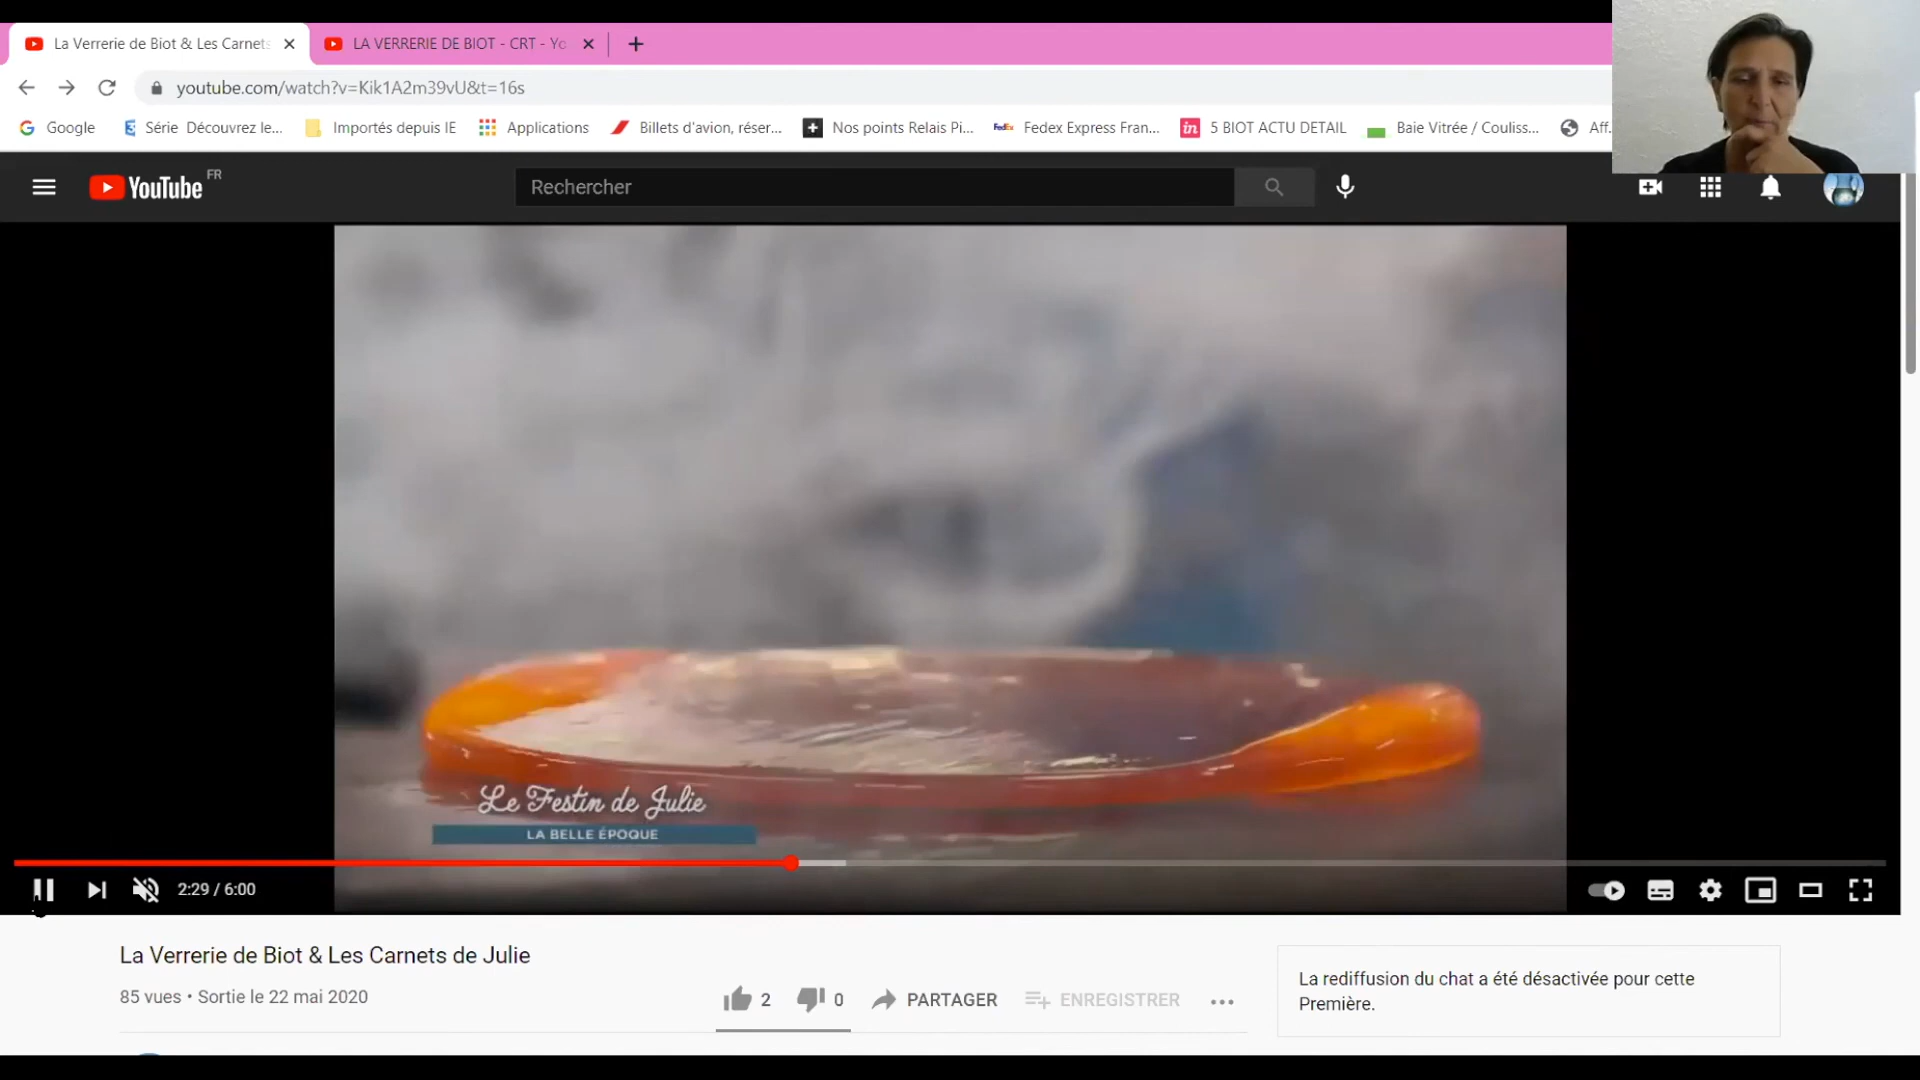 La Verrerie de Biot & Les Carnets
LA VERRERIE DE BIOT - CRT - Yo
youtube.com/watch?v=Kik1A2m39vU&t=16s
Google
Série Découvrez le...
Importés depuis IE
Applications
Billets d'avion, réser...
Nos points Relais Pi...
FedEx
Fedex Express Fran...
in
5 BIOT ACTU DETAIL
Baie Vitrée / Couliss...
Aff.
YouTube FR
Rechercher
Le Festin de Julie
LA BELLE ÉPOQUE
2:29 / 6:00
La Verrerie de Biot & Les Carnets de Julie
85 vues • Sortie le 22 mai 2020
2
0
PARTAGER
ENREGISTRER
La rediffusion du chat a été désactivée pour cette
Première.